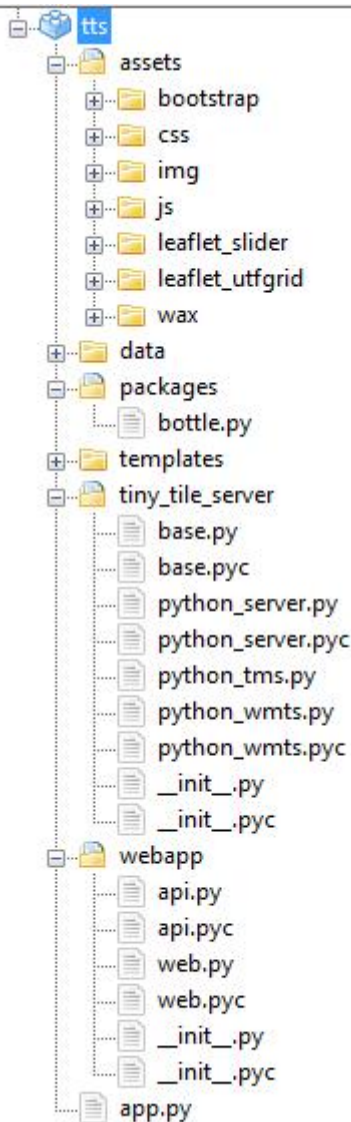 tts
assets
bootstrap
css
img
js
leaflet_slider
leaflet_utfgrid
wax
data
packages
bottle.py
templates
tiny_tile_server
base.py
base.pyc
python_server.py
python_server.pyc
python_tms.py
python_wmts.py
python_wmts.pyc
__init__.py
__init__.pyc
webapp
api.py
api.pyc
web.py
web.pyc
__init__.py
__init__.pyc
app.py